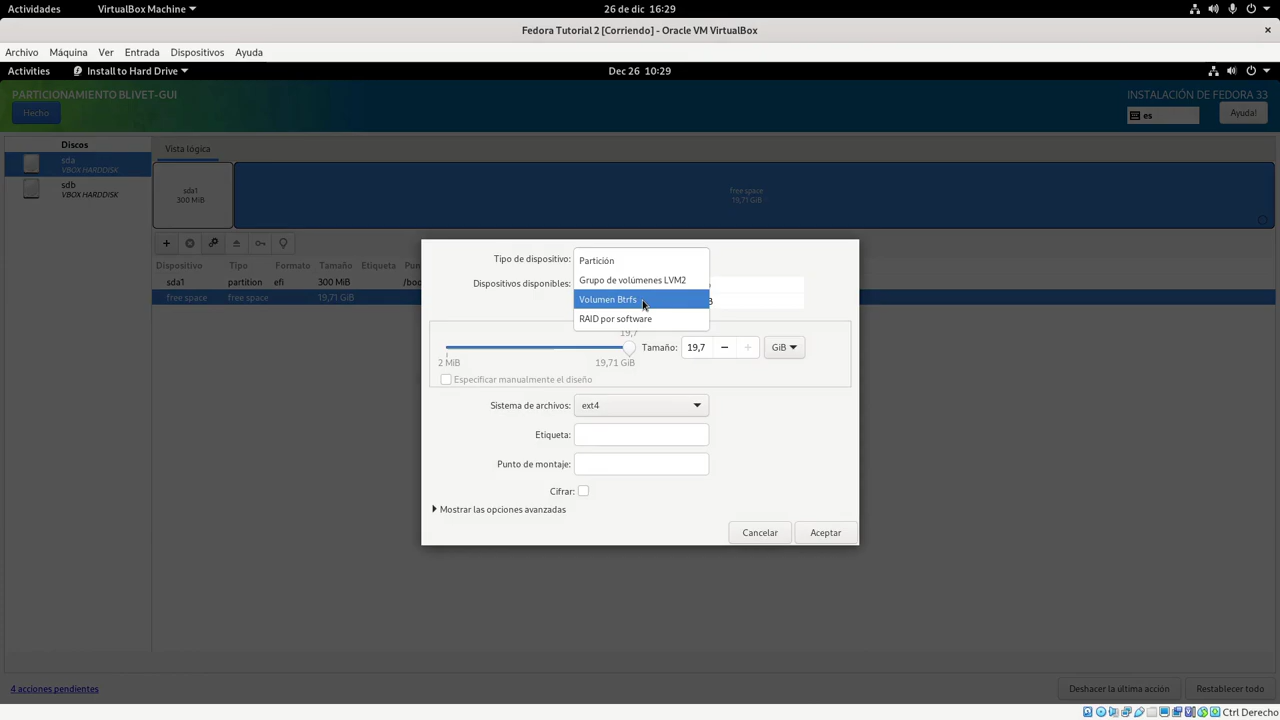 Actividades VirtualBox Machine 26 de dic 16:29
Fedora Tutorial 2 [Corriendo] - Oracle VM VirtualBox
Archivo Máquina Ver Entrada Dispositivos Ayuda
Activities Install to Hard Drive Dec 26 10:29
PARTICIONAMIENTO BLIVET-GUI INSTALACIÓN DE FEDORA 33
Hecho es Ayuda!
Discos Vista lógica
sda
VBOX HARDDISK
sdb
VBOX HARDDISK
sda1
300 MiB
free space
19,71 GiB
Dispositivo Tipo Formato Tamaño Etiqueta Pun
sda1 partition efi 300 MiB /boo
free space 19,71 GiB
Tipo de dispositivo: Partición
Dispositivos disponibles: Grupo de volúmenes LVM2
Volumen Btrfs
RAID por software
19,7
2 MiB 19,71 GiB Tamaño: 19,7 GiB
Especificar manualmente el diseño
Sistema de archivos: ext4
Etiqueta:
Punto de montaje:
Cifrar:
Mostrar las opciones avanzadas
Cancelar Aceptar
4 acciones pendientes Deshacer la última acción Restablecer todo
Ctrl Derecho